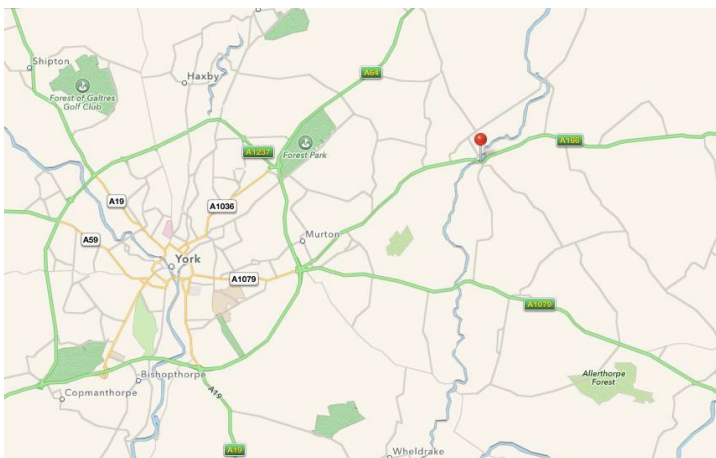 Shipton
Haxby
Forest of Galtres
Golf Club
A64
Forest Park
A1237
A166
A19
A1036
A59
Murton
York
A1079
A1079
Allerthorpe
Forest
Bishopthorpe
Copmanthorpe
A19
A19
Wheldrake